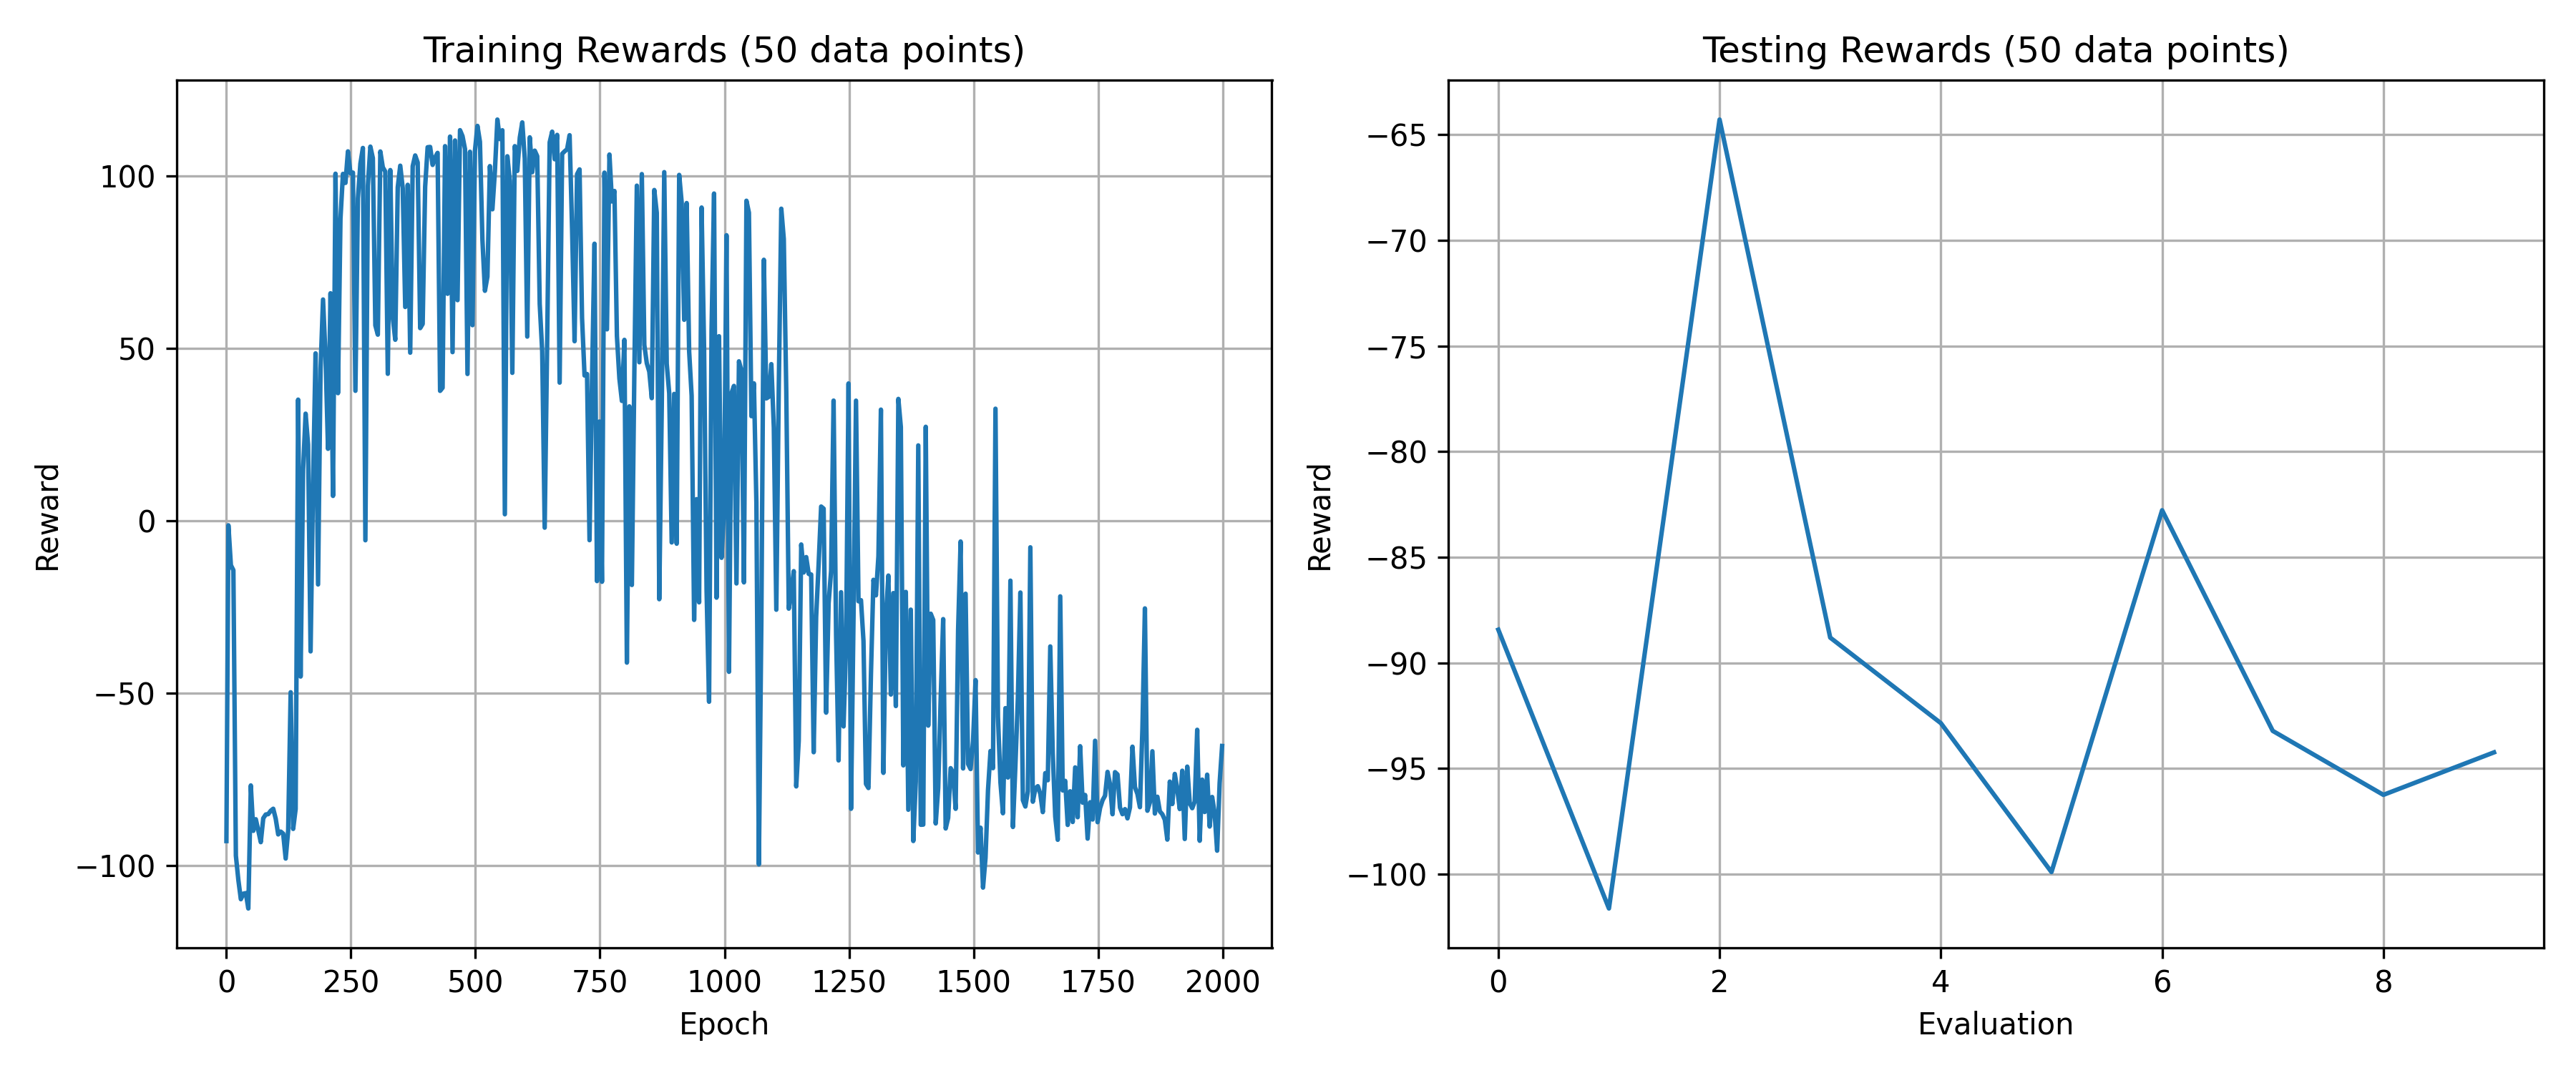 Training Rewards (50 data points)
100
50
0
−50
−100
Reward
0 250 500 750 1000 1250 1500 1750 2000
Epoch
Testing Rewards (50 data points)
−65
−70
−75
−80
−85
−90
−95
−100
Reward
0 2 4 6 8
Evaluation